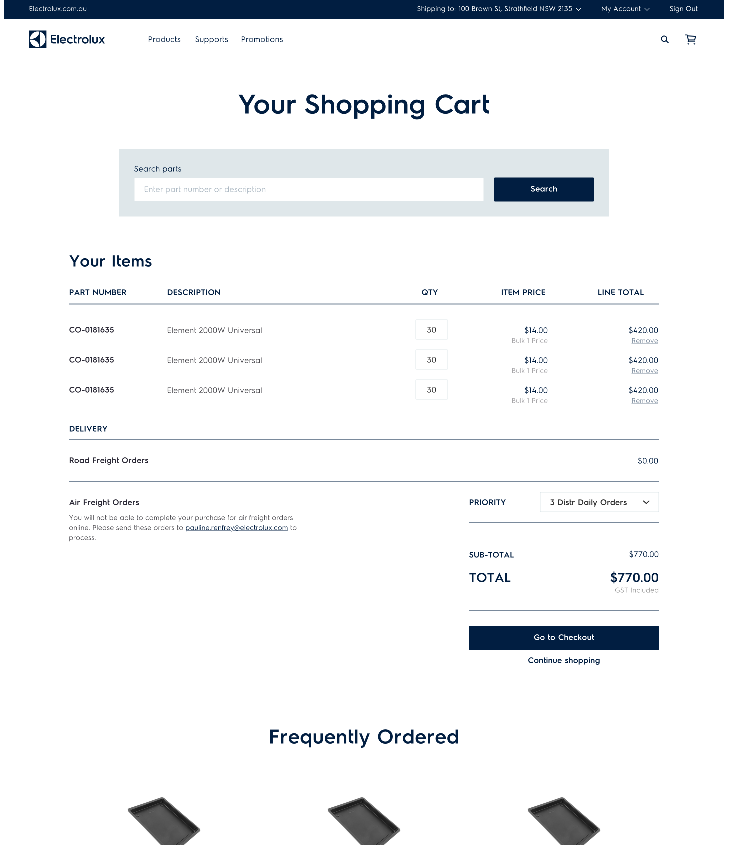 Electrolux.com.au
Shipping to: 100 Brown St, Strathfield NSW 2135
My Account
Sign Out
Electrolux
Products
Supports
Promotions
Your Shopping Cart
Search parts
Enter part number or description
Search
Your Items
PART NUMBER DESCRIPTION QTY ITEM PRICE LINE TOTAL
CO-0181635 Element 2000W Universal 30 $14.00 $420.00
Bulk 1 Price Remove
CO-0181635 Element 2000W Universal 30 $14.00 $420.00
Bulk 1 Price Remove
CO-0181635 Element 2000W Universal 30 $14.00 $420.00
Bulk 1 Price Remove
DELIVERY
Road Freight Orders $0.00
Air Freight Orders
You will not be able to complete your purchase for air freight orders
online. Please send these orders to pauline.renfrey@electrolux.com to
process.
PRIORITY 3 Distr Daily Orders
SUB-TOTAL $770.00
TOTAL $770.00
GST Included
Go to Checkout
Continue shopping
Frequently Ordered